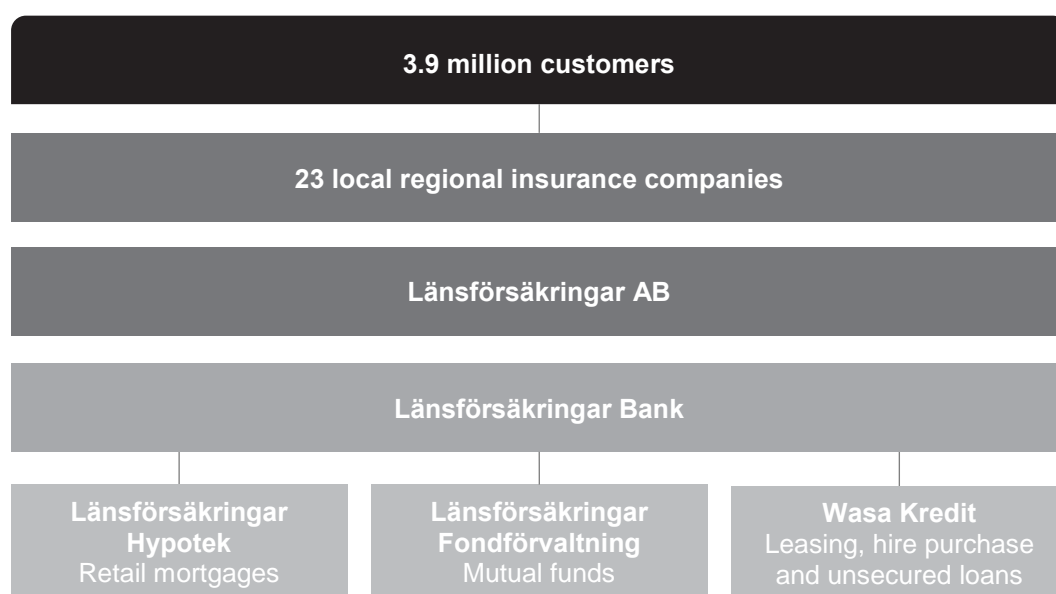 3.9 million customers
23 local regional insurance companies
Länsförsäkringar AB
Länsförsäkringar Bank
Länsförsäkringar
Hypotek
Retail mortgages
Länsförsäkringar
Fondförvaltning
Mutual funds
Wasa Kredit
Leasing, hire purchase
and unsecured loans